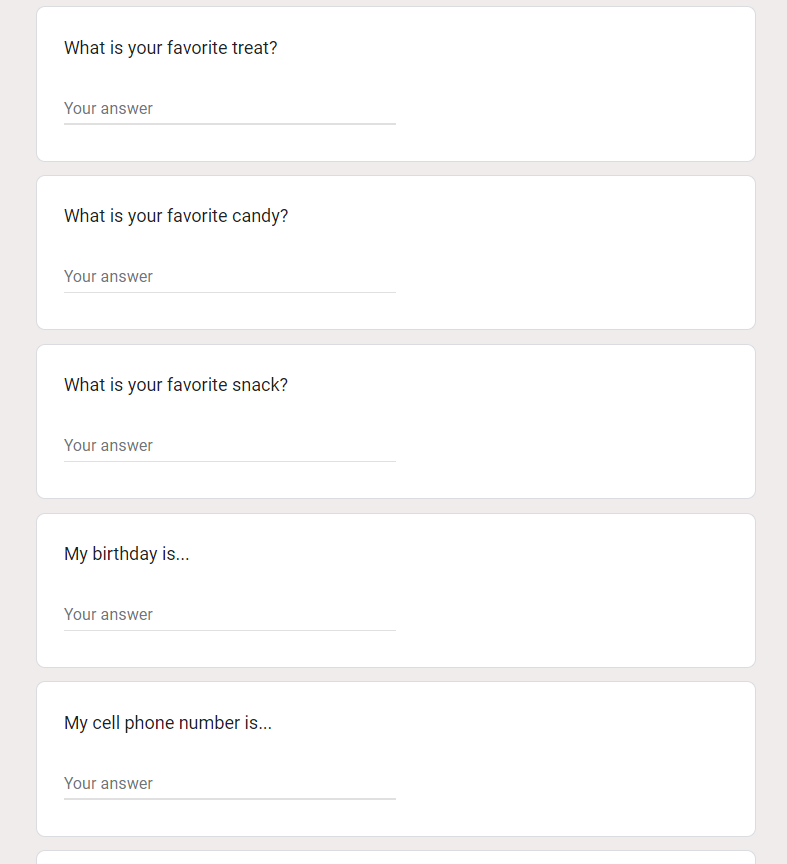 What is your favorite treat?
Your answer
What is your favorite candy?
Your answer
What is your favorite snack?
Your answer
My birthday is...
Your answer
My cell phone number is...
Your answer